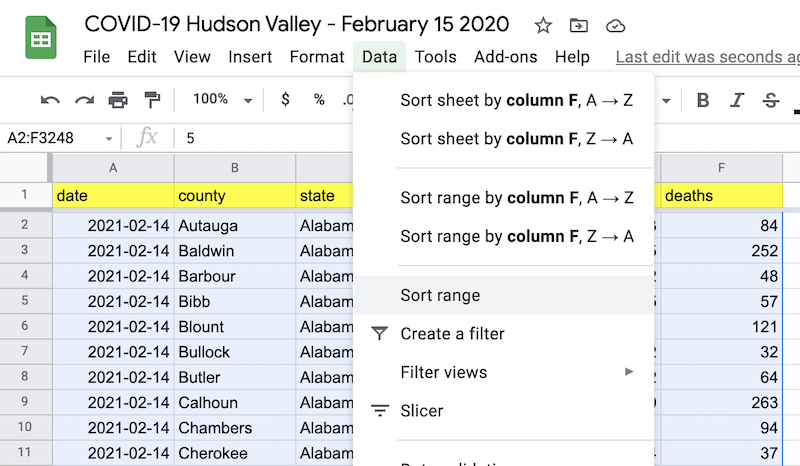 COVID-19 Hudson Valley - February 15 2020
File Edit View Insert Format Data Tools Add-ons Help Last edit was seconds ag
100% $ % .0 B I S
A2:F3248 fx 5
Sort sheet by column F, A → Z
Sort sheet by column F, Z → A
Sort range by column F, A → Z
Sort range by column F, Z → A
Sort range
Create a filter
Filter views
Slicer
A B F
1 date county state deaths
2 2021-02-14 Autauga Alabam 84
3 2021-02-14 Baldwin Alabam 252
4 2021-02-14 Barbour Alabam 48
5 2021-02-14 Bibb Alabam 57
6 2021-02-14 Blount Alabam 121
7 2021-02-14 Bullock Alabam 32
8 2021-02-14 Butler Alabam 64
9 2021-02-14 Calhoun Alabam 263
10 2021-02-14 Chambers Alabam 94
11 2021-02-14 Cherokee Alabam 37